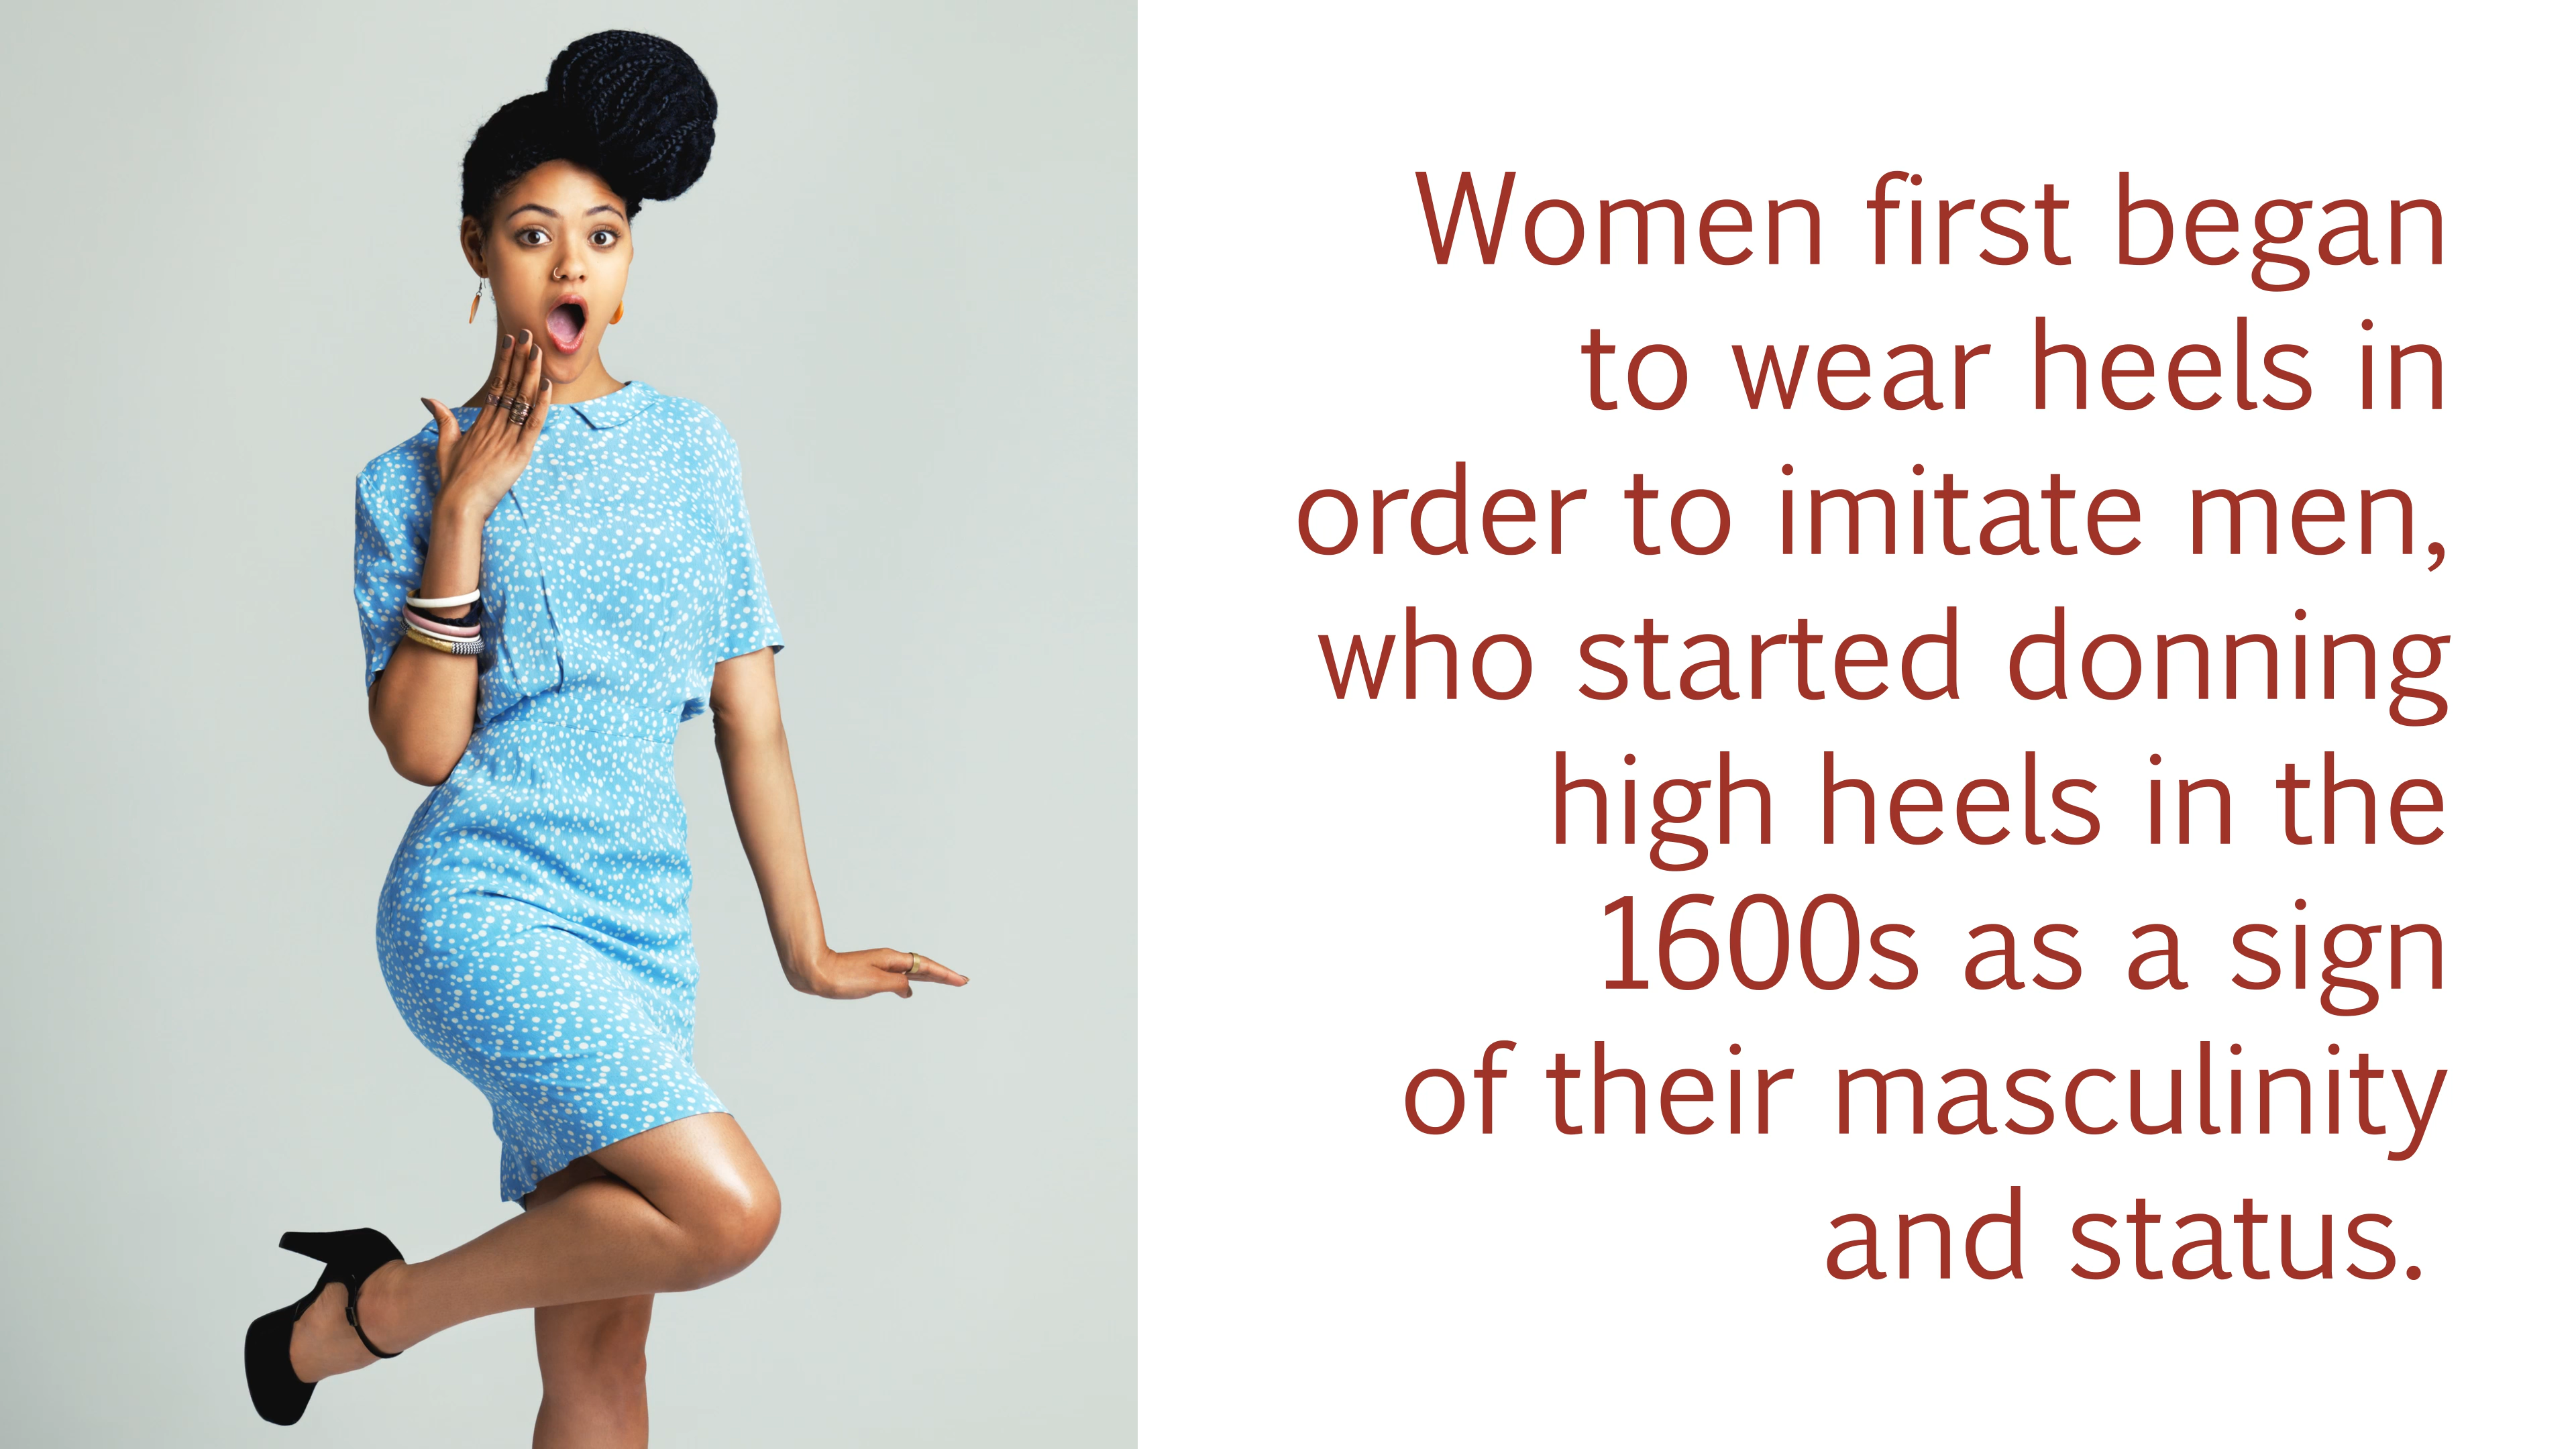 Women first began
to wear heels in
order to imitate men,
who started donning
high heels in the
1600s as a sign
of their masculinity
and status.